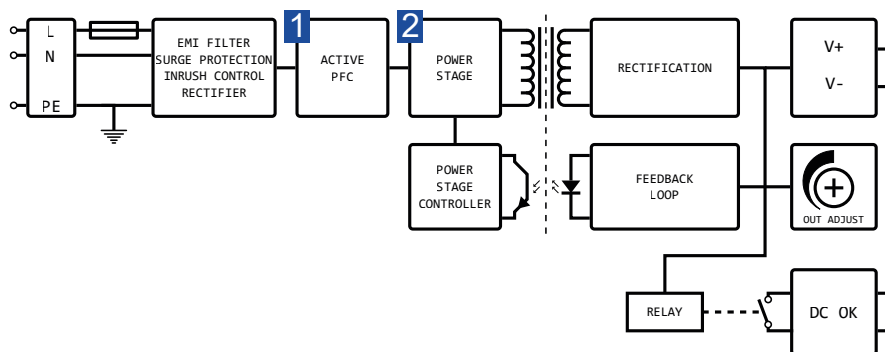 L
N
PE
EMI FILTER
SURGE PROTECTION
INRUSH CONTROL
RECTIFIER
1
ACTIVE
PFC
2
POWER
STAGE
RECTIFICATION
V+
V-
POWER
STAGE
CONTROLLER
FEEDBACK
LOOP
OUT ADJUST
RELAY
DC OK